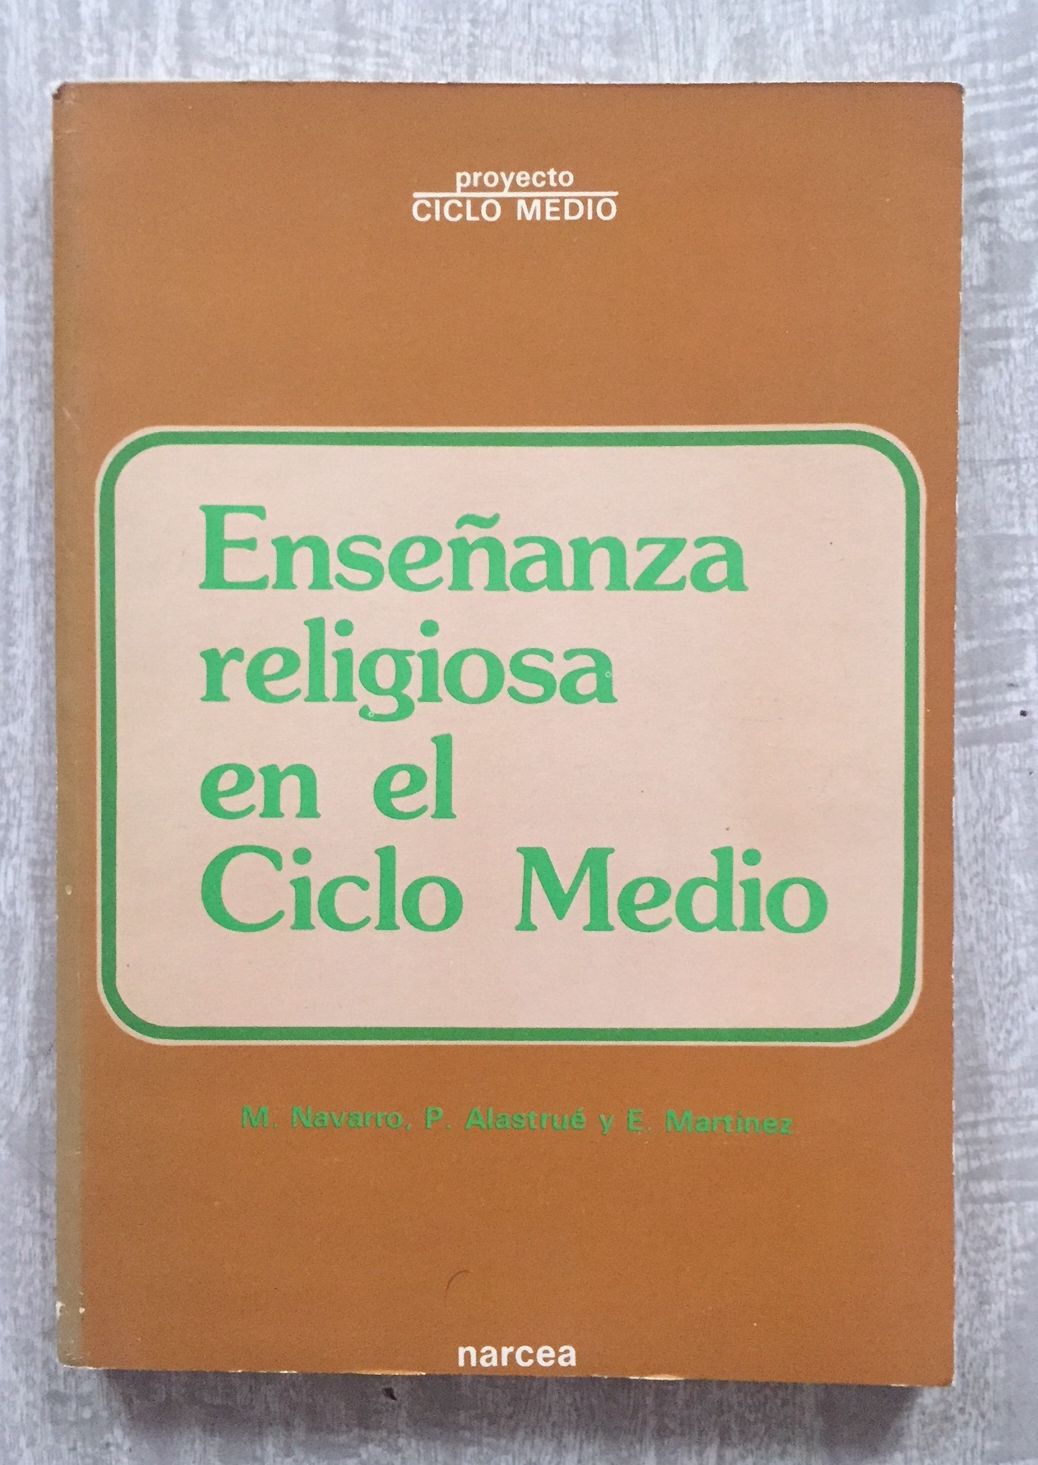 proyecto
CICLO MEDIO
Enseñanza
religiosa
en el
Ciclo Medio
M. Navarro, P. Alastrué y E. Martínez
narcea